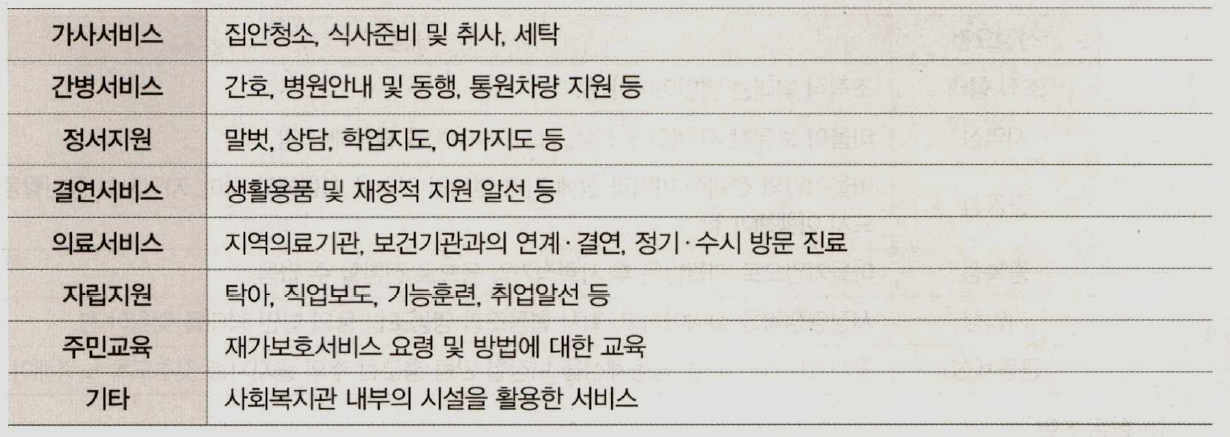 가사서비스 집안청소, 식사준비 및 취사, 세탁
간병서비스 간호, 병원안내 및 동행, 통원차량 지원 등
정서지원 말벗, 상담, 학업지도, 여가지도 등
결연서비스 생활용품 및 재정적 지원 알선 등
의료서비스 지역의료기관, 보건기관과의 연계·결연, 정기·수시 방문 진료
자립지원 탁아, 직업보도, 기능훈련, 취업알선 등
주민교육 재가보호서비스 요령 및 방법에 대한 교육
기타 사회복지관 내부의 시설을 활용한 서비스